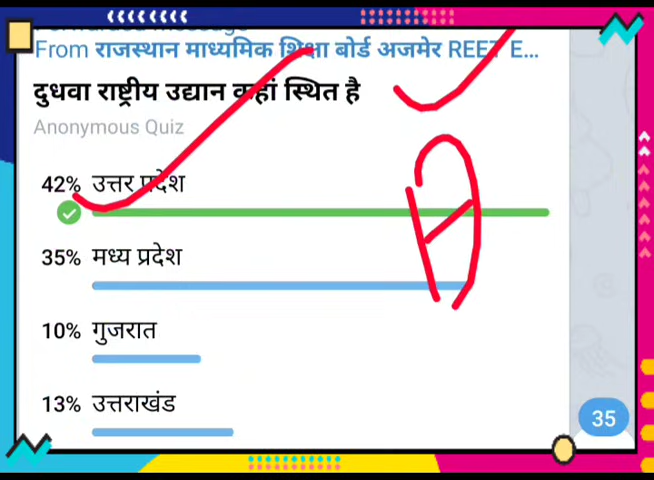 From राजस्थान माध्यमिक शिक्षा बोर्ड अजमेर REET E...
दुधवा राष्ट्रीय उद्यान कहां स्थित है
Anonymous Quiz
42% उत्तर प्रदेश
35% मध्य प्रदेश
10% गुजरात
13% उत्तराखंड
35
A